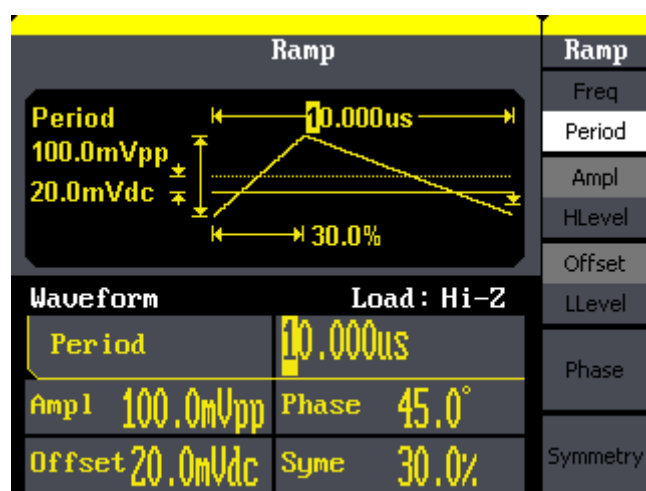 Ramp
Period 10.000us
100.0mVpp
20.0mVdc
30.0%
Waveform Load: Hi-Z
Period 10.000us
Ampl 100.0mVpp Phase 45.0°
Offset 20.0mVdc Syme 30.0%
Ramp
Freq
Period
Ampl
HLevel
Offset
LLevel
Phase
Symmetry